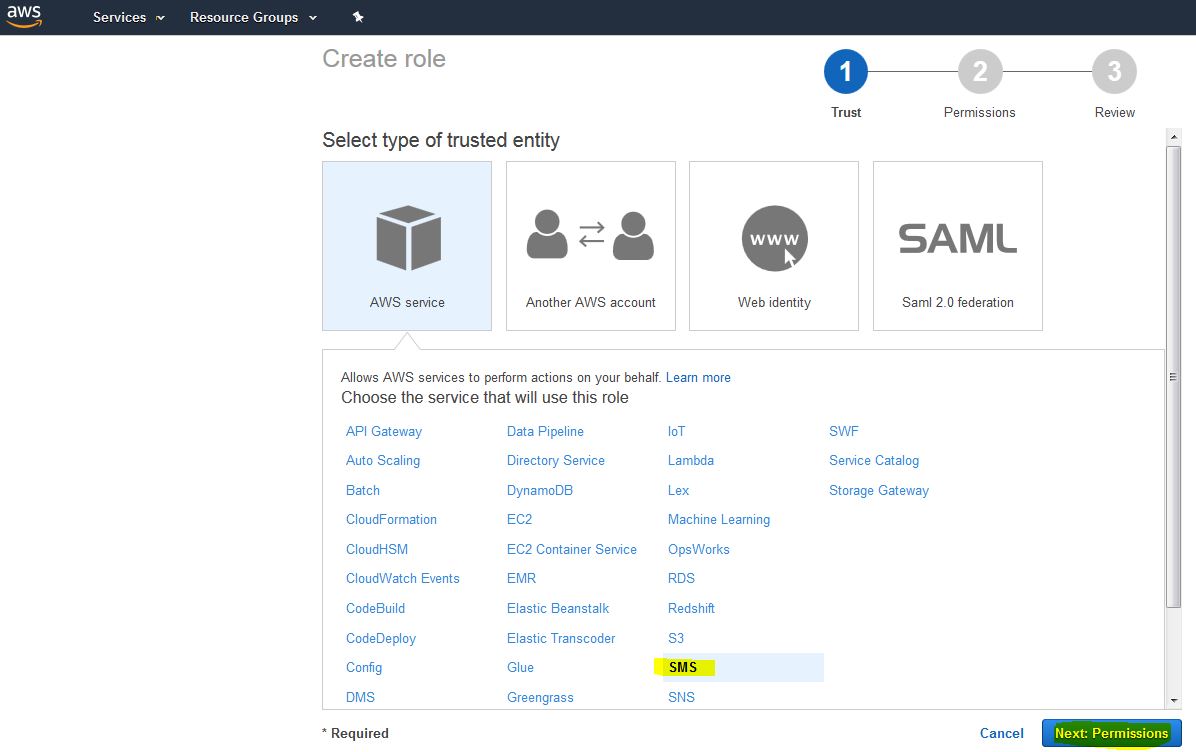 aws Services Resource Groups
Create role
1 2 3
Trust Permissions Review
Select type of trusted entity
www SAML
AWS service Another AWS account Web identity Saml 2.0 federation
Allows AWS services to perform actions on your behalf. Learn more
Choose the service that will use this role
API Gateway Data Pipeline IoT SWF
Auto Scaling Directory Service Lambda Service Catalog
Batch DynamoDB Lex Storage Gateway
CloudFormation EC2 Machine Learning
CloudHSM EC2 Container Service OpsWorks
CloudWatch Events EMR RDS
CodeBuild Elastic Beanstalk Redshift
CodeDeploy Elastic Transcoder S3
Config Glue SMS
DMS Greengrass SNS
* Required Cancel Next: Permissions